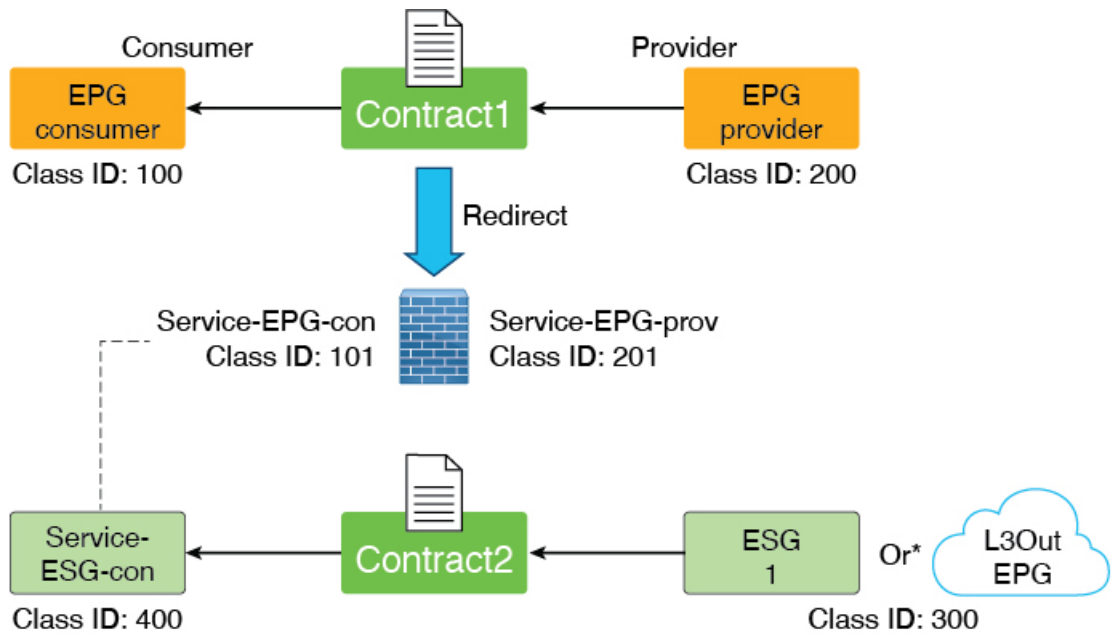 Consumer
Provider
EPG
consumer
Contract1
EPG
provider
Class ID: 100
Class ID: 200
Redirect
Service-EPG-con
Class ID: 101
Service-EPG-prov
Class ID: 201
Service-
ESG-con
Contract2
ESG
1
Or*
L3Out
EPG
Class ID: 400
Class ID: 300